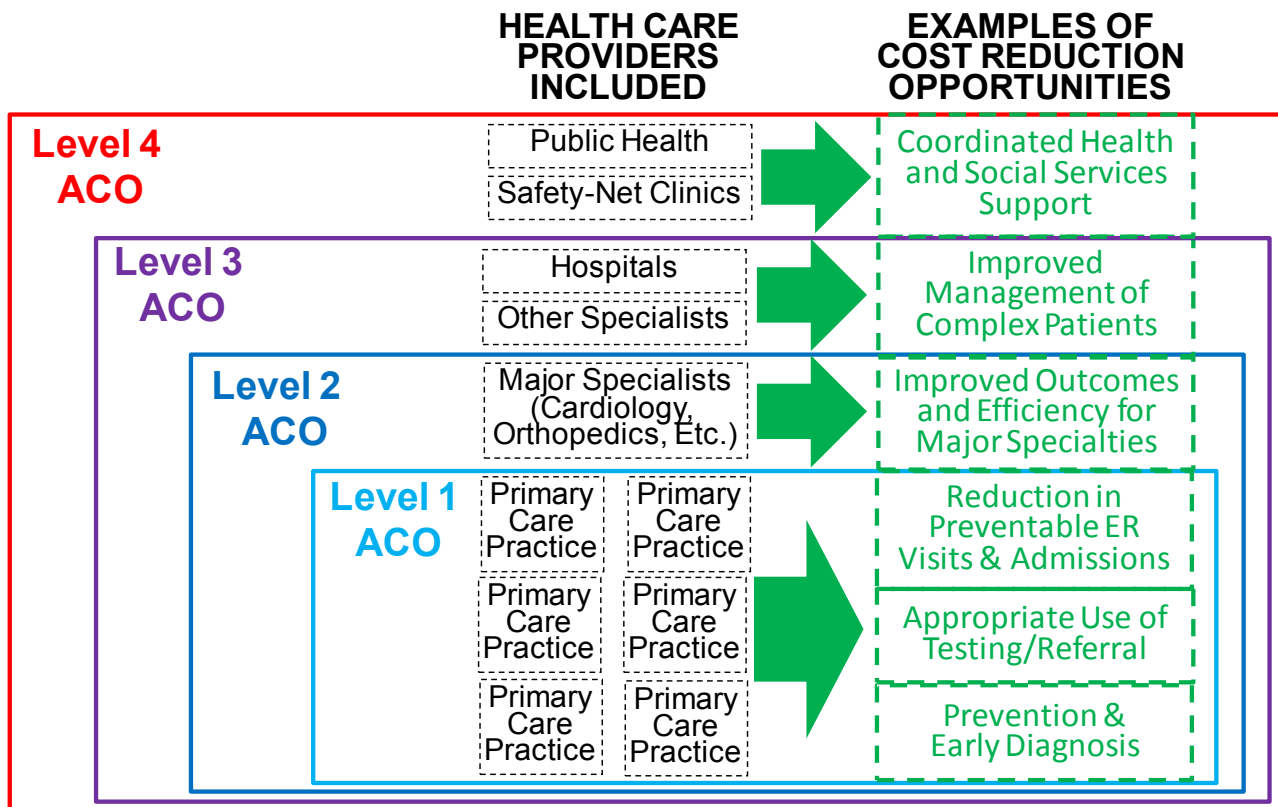 HEALTH CARE
PROVIDERS
INCLUDED
EXAMPLES OF
COST REDUCTION
OPPORTUNITIES
Level 4
ACO
Public Health
Safety-Net Clinics
Coordinated Health
and Social Services
Support
Level 3
ACO
Hospitals
Other Specialists
Improved
Management of
Complex Patients
Level 2
ACO
Major Specialists
(Cardiology,
Orthopedics, Etc.)
Improved Outcomes
and Efficiency for
Major Specialties
Level 1
ACO
Primary
Care
Practice
Primary
Care
Practice
Reduction in
Preventable ER
Visits & Admissions
Primary
Care
Practice
Primary
Care
Practice
Appropriate Use of
Testing/Referral
Primary
Care
Practice
Primary
Care
Practice
Prevention &
Early Diagnosis